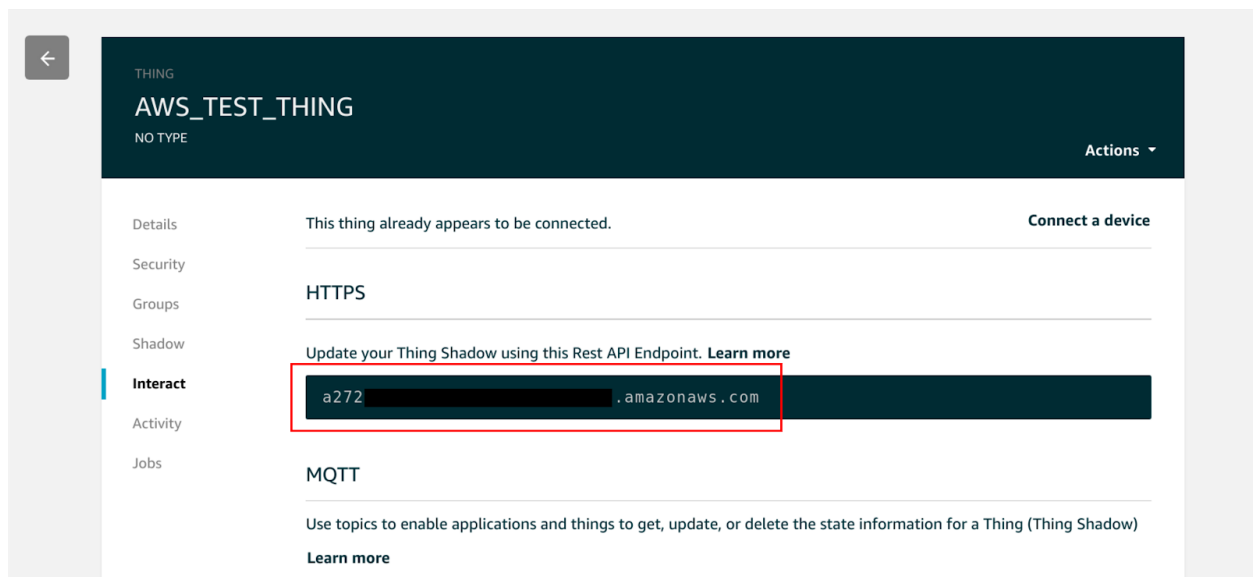 THING
AWS_TEST_THING
NO TYPE
Actions
Details
Security
Groups
Shadow
Interact
Activity
Jobs
This thing already appears to be connected.
Connect a device
HTTPS
Update your Thing Shadow using this Rest API Endpoint. Learn more
a272 .amazonaws.com
MQTT
Use topics to enable applications and things to get, update, or delete the state information for a Thing (Thing Shadow)
Learn more